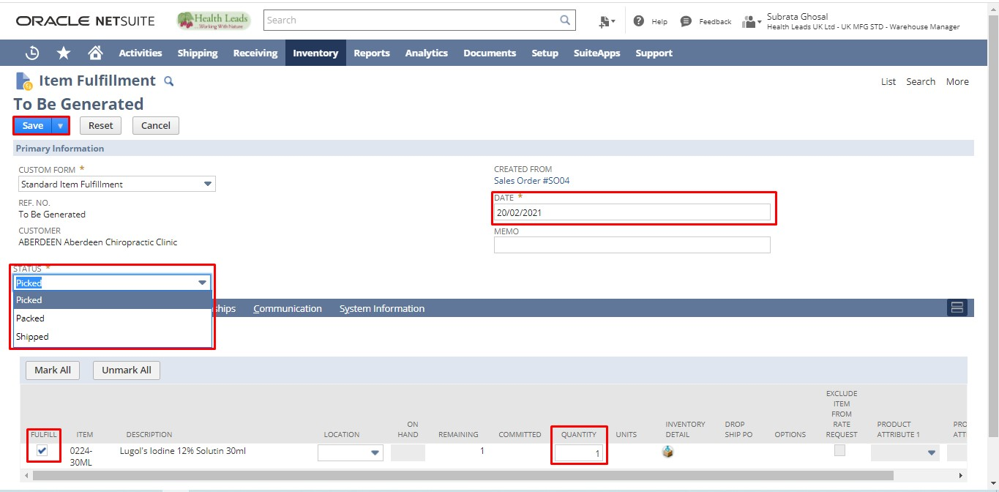 ORACLE NETSUITE
Health Leads
...Working With Nature
Search
Help
Feedback
Subrata Ghosal
Health Leads UK Ltd - UK MFG STD - Warehouse Manager
Activities Shipping Receiving Inventory Reports Analytics Documents Setup SuiteApps Support
Item Fulfillment
List Search More
To Be Generated
Save Reset Cancel
Primary Information
CUSTOM FORM *
Standard Item Fulfillment
REF. NO.
To Be Generated
CUSTOMER
ABERDEEN Aberdeen Chiropractic Clinic
CREATED FROM
Sales Order #SO04
DATE *
20/02/2021
MEMO
STATUS *
Picked
Picked
Packed
Shipped
ships Communication System Information
Mark All Unmark All
FULFILL
ITEM
DESCRIPTION
LOCATION
ON
HAND
REMAINING
COMMITTED
QUANTITY
UNITS
INVENTORY
DETAIL
DROP
SHIP PO
OPTIONS
EXCLUDE
ITEM
FROM
RATE
REQUEST
PRODUCT
ATTRIBUTE 1
PRO
ATTI
0224-
30ML
Lugol's Iodine 12% Solutin 30ml
1
1